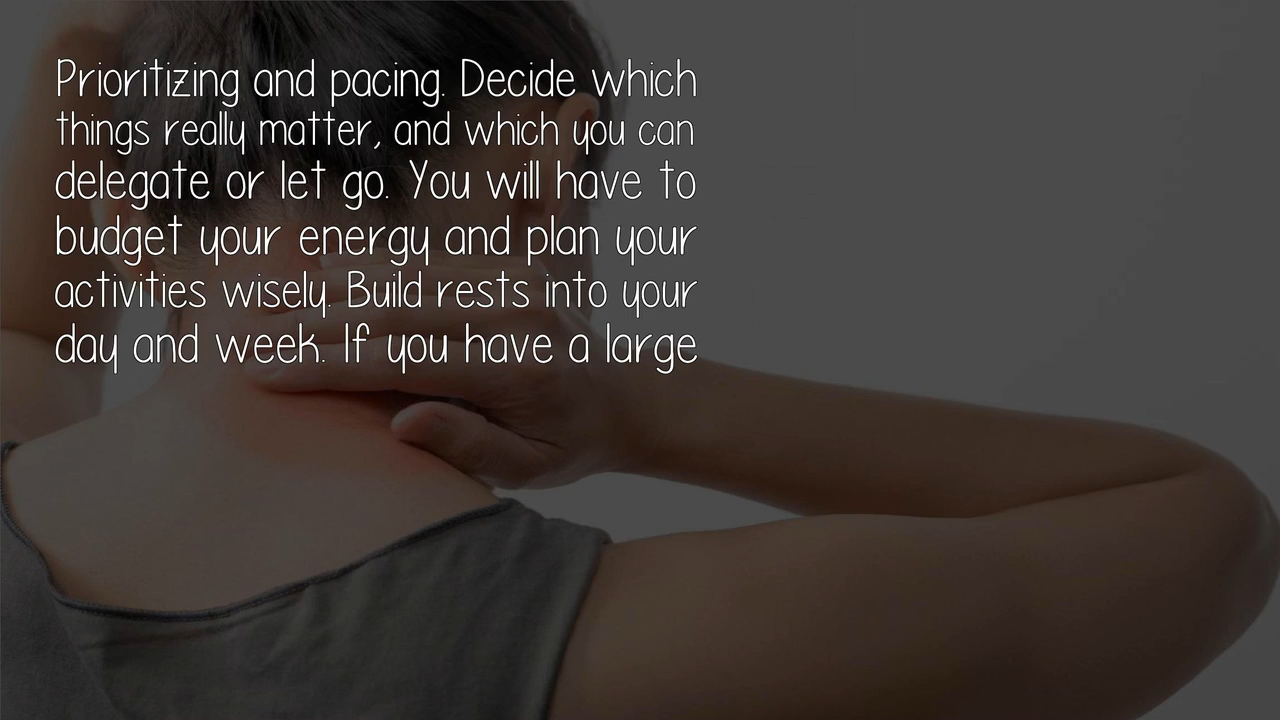 Prioritizing and pacing. Decide which
things really matter, and which you can
delegate or let go. You will have to
budget your energy and plan your
activities wisely. Build rests into your
day and week. If you have a large